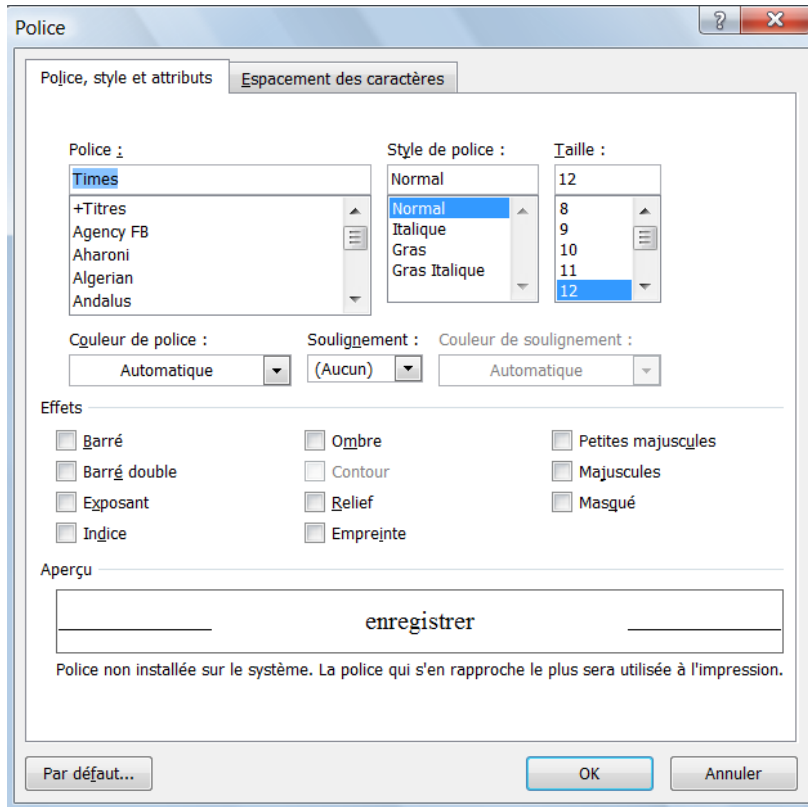 Police
Police, style et attributs Espacement des caractères
Police : Style de police : Taille :
Times Normal 12
+Titres Normal 8
Agency FB Italique 9
Aharoni Gras 10
Algerian Gras Italique 11
Andalus 12
Couleur de police : Soulignement : Couleur de soulignement :
Automatique (Aucun) Automatique
Effets
Barré Ombre Petites majuscules
Barré double Contour Majuscules
Exposant Relief Masqué
Indice Empreinte
Aperçu
enregistrer
Police non installée sur le système. La police qui s'en rapproche le plus sera utilisée à l'impression.
Par défaut... OK Annuler